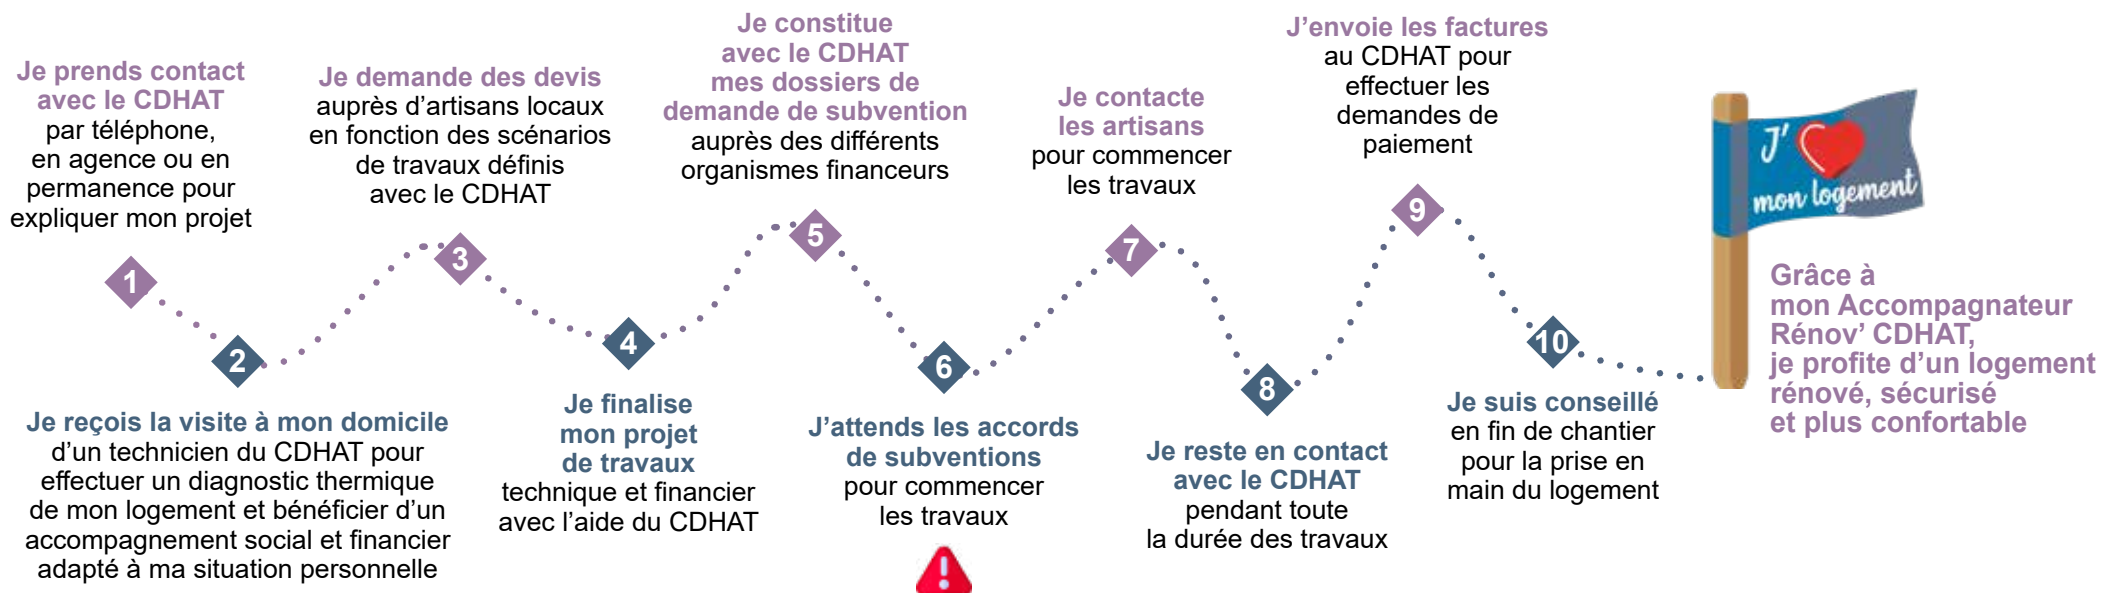 Je prends contact
avec le CDHAT
par téléphone,
en agence ou en
permanence pour
expliquer mon projet
1
2
Je reçois la visite à mon domicile
d'un technicien du CDHAT pour
effectuer un diagnostic thermique
de mon logement et bénéficier d'un
accompagnement social et financier
adapté à ma situation personnelle
Je demande des devis
auprès d'artisans locaux
en fonction des scénarios
de travaux définis
avec le CDHAT
3
4
Je finalise
mon projet
de travaux
technique et financier
avec l'aide du CDHAT
Je constitue
avec le CDHAT
mes dossiers de
demande de subvention
auprès des différents
organismes financeurs
5
6
J'attends les accords
de subventions
pour commencer
les travaux
!
Je contacte
les artisans
pour commencer
les travaux
7
8
Je reste en contact
avec le CDHAT
pendant toute
la durée des travaux
J'envoie les factures
au CDHAT pour
effectuer les
demandes de
paiement
9
10
Je suis conseillé
en fin de chantier
pour la prise en
main du logement
J'
mon logement
Grâce à
mon Accompagnateur
Rénov' CDHAT,
je profite d'un logement
rénové, sécurisé
et plus confortable